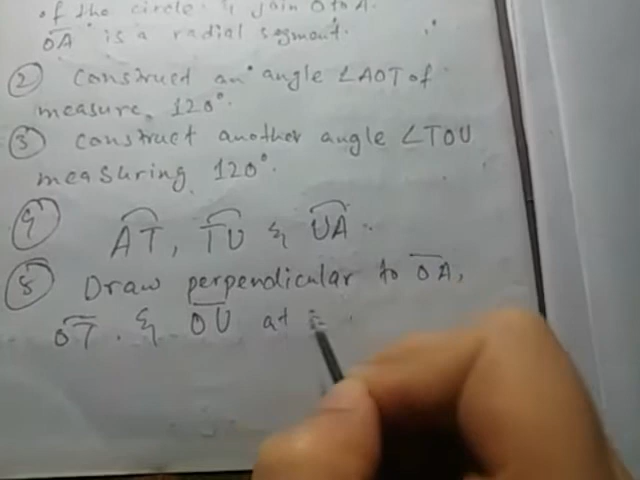 of the circle & join O to A.
OA is a radial segment.
② Construct an angle ∠AOT of
measure 120°.
③ Construct another angle ∠TOU
measuring 120°.
④ AT, TU & UA.
⑤ Draw perpendicular to OA,
OT & OU at